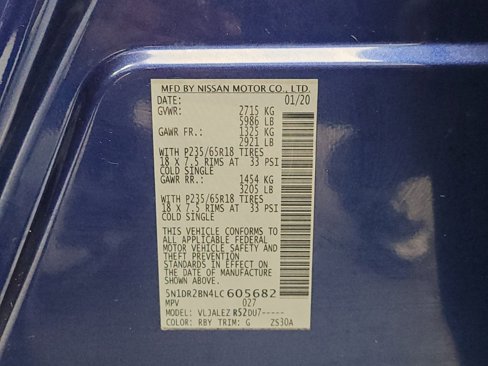 MFD BY NISSAN MOTOR CO., LTD.
DATE: 01/20
GVWR: 2715 KG
5986 LB
GAWR FR.: 1325 KG
2921 LB
WITH P235/65R18 TIRES
18 X 7.5 RIMS AT 33 PSI
COLD SINGLE
GAWR RR.: 1454 KG
3205 LB
WITH P235/65R18 TIRES
18 X 7.5 RIMS AT 33 PSI
COLD SINGLE
THIS VEHICLE CONFORMS TO
ALL APPLICABLE FEDERAL
MOTOR VEHICLE SAFETY AND
THEFT PREVENTION
STANDARDS IN EFFECT ON
THE DATE OF MANUFACTURE
SHOWN ABOVE.
5N1DR2BN4LC605682
MPV 027
MODEL: VLJALEZ R52DU7-----
COLOR: RBY TRIM: G ZS30A